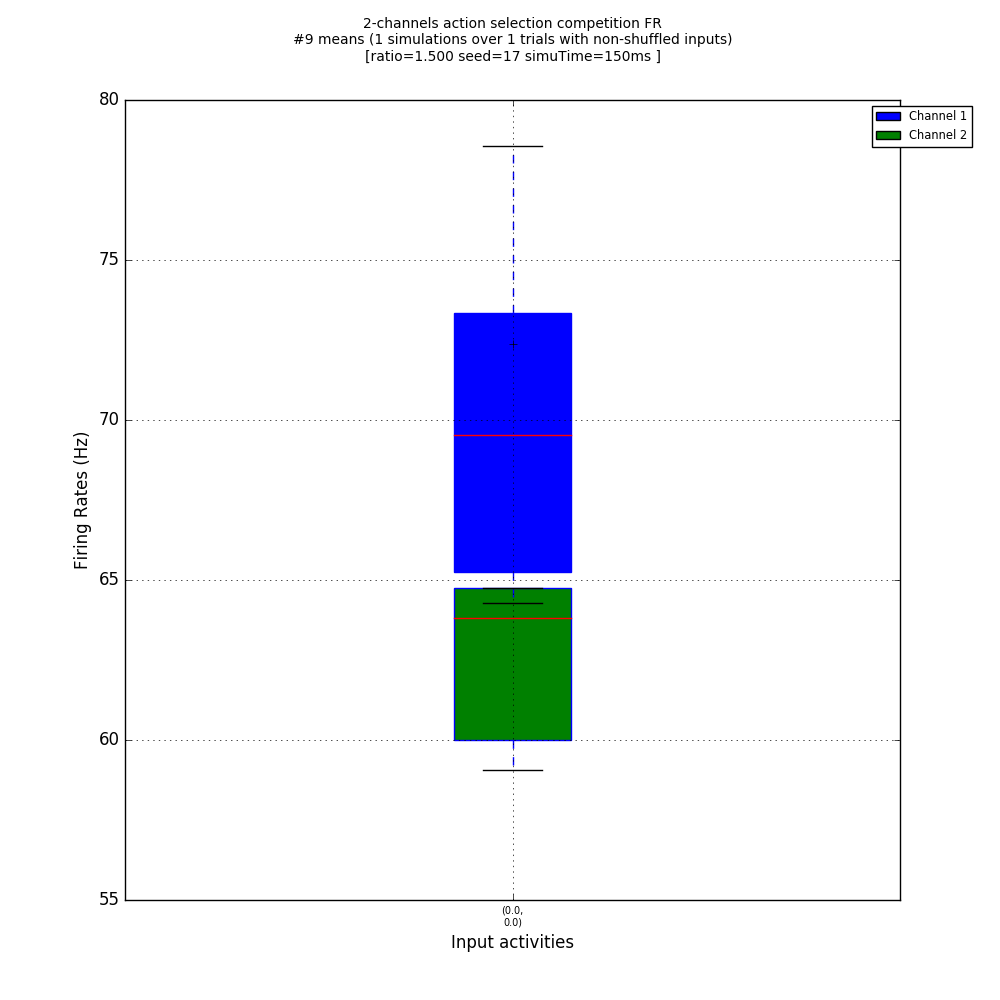 2-channels action selection competition FR
#9 means (1 simulations over 1 trials with non-shuffled inputs)
[ratio=1.500 seed=17 simuTime=150ms ]
Channel 1
Channel 2
80
75
70
65
60
55
Firing Rates (Hz)
(0.0,
0.0)
Input activities